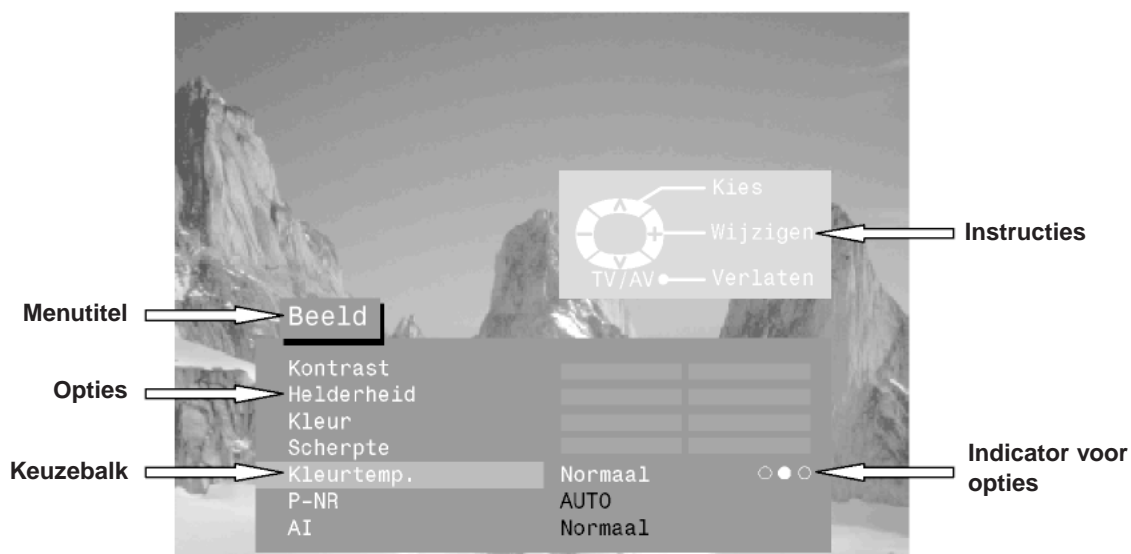 Kies
Wijzigen
TV/AV Verlaten
Instructies
Menutitel
Beeld
Kontrast
Opties
Helderheid
Kleur
Scherpte
Keuzebalk
Kleurtemp. Normaal
Indicator voor
opties
P-NR AUTO
AI Normaal